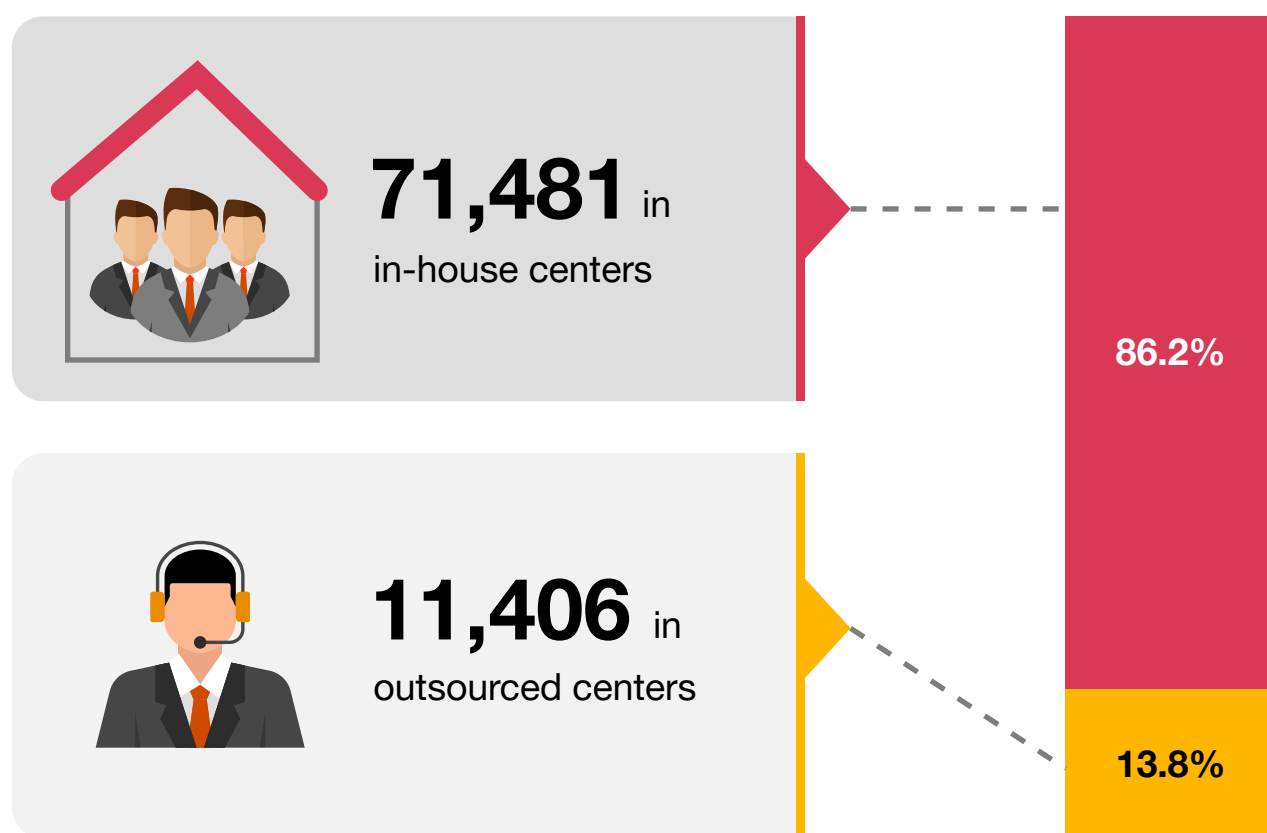 71,481 in
in-house centers
86.2%
11,406 in
outsourced centers
13.8%